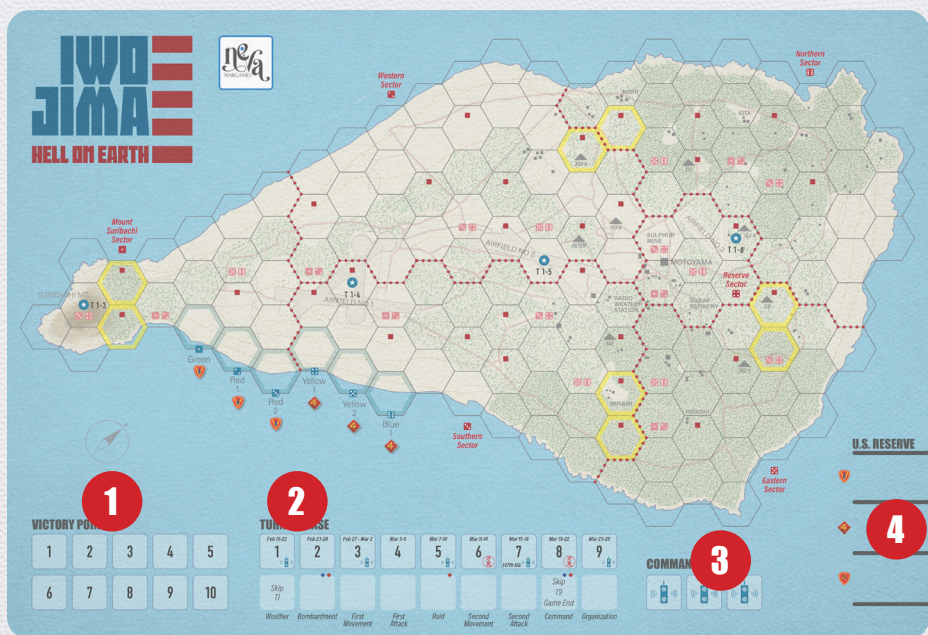 IWO
JIMA
HELL ON EARTH
neva
WARGAMES
Western
Sector
Northern
Sector
NISHI
KITA
Mount
Suribachi
Sector
SURIBACHI MT.
T 1-3
AIRFIELD NO.1
T 1-4
AIRFIELD NO.2
T 1-5
SULPHUR
MINE
AIRFIELD NO.3
T 1-6
MOTOYAMA
Reserve
Sector
RADIO
WEATHER
STATION
SUGAR
REFINERY
MINAMI
HIGASHI
Green
Red
1
Red
2
Yellow
1
Yellow
2
Blue
1
Southern
Sector
Eastern
Sector
U.S. RESERVE
1
2
3
4
VICTORY
1 2 3 4 5
6 7 8 9 10
Feb 19-22 Feb 23-26 Feb 27 - Mar 2 Mar 3-6 Mar 7-10 Mar 11-14 Mar 15-18 Mar 19-22 Mar 23-26
1 2 3 4 5 6 7 8 9
Skip
T1
Skip
T9
Game End
Weather Bombardment First Movement First Attack Raid Second Movement Second Attack Command Organization